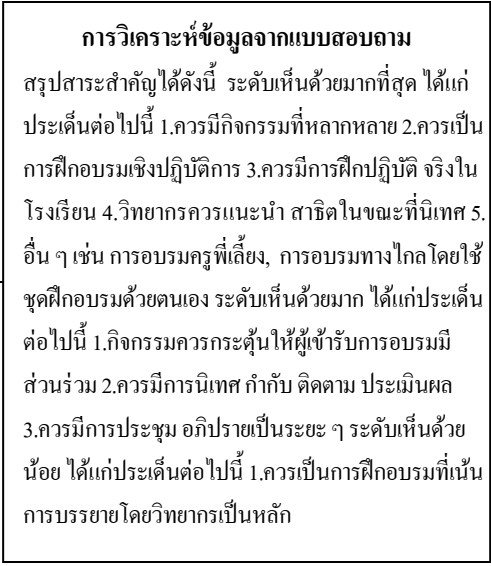 การวิเคราะห์ข้อมูลจากแบบสอบถาม
สรุปสาระสำคัญได้ดังนี้ ระดับเห็นด้วยมากที่สุด ได้แก่
ประเด็นต่อไปนี้ 1.ควรมีกิจกรรมที่หลากหลาย 2.ควรเป็น
การฝึกอบรมเชิงปฏิบัติการ 3.ควรมีการฝึกปฏิบัติ จริงใน
โรงเรียน 4.วิทยากรควรแนะนำ สาธิตในขณะที่นิเทศ 5.
อื่น ๆ เช่น การอบรมครูพี่เลี้ยง, การอบรมทางไกลโดยใช้
ชุดฝึกอบรมด้วยตนเอง ระดับเห็นด้วยมาก ได้แก่ประเด็น
ต่อไปนี้ 1.กิจกรรมควรกระตุ้นให้ผู้เข้ารับการอบรมมี
ส่วนร่วม 2.ควรมีการนิเทศ กำกับ ติดตาม ประเมินผล
3.ควรมีการประชุม อภิปรายเป็นระยะ ๆ ระดับเห็นด้วย
น้อย ได้แก่ประเด็นต่อไปนี้ 1.ควรเป็นการฝึกอบรมที่เน้น
การบรรยายโดยวิทยากรเป็นหลัก